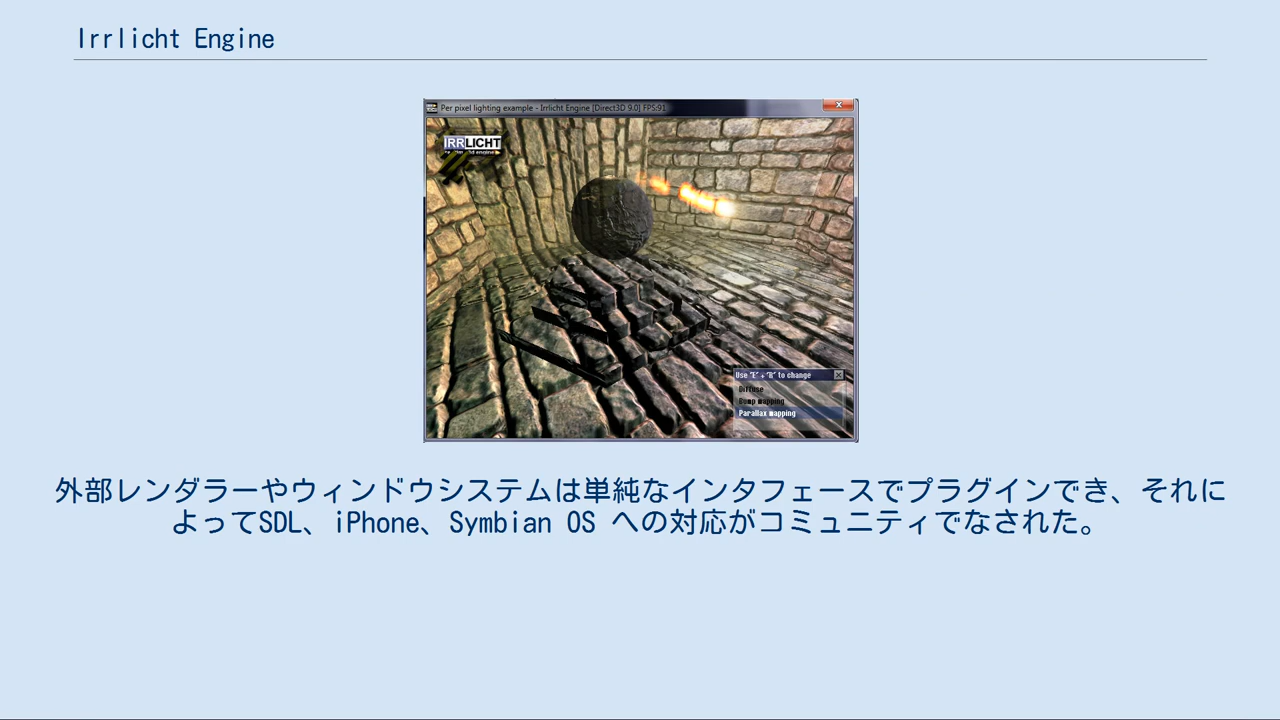 Irrlicht Engine
Per pixel lighting example - Irrlicht Engine [Direct3D 9.0] FPS:91
IRRLICHT
Use 'E' + 'R' to change
Diffuse
Bump mapping
Parallax mapping
外部レンダラーやウィンドウシステムは単純なインタフェースでプラグインでき、それに
よってSDL、iPhone、Symbian OS への対応がコミュニティでなされた。